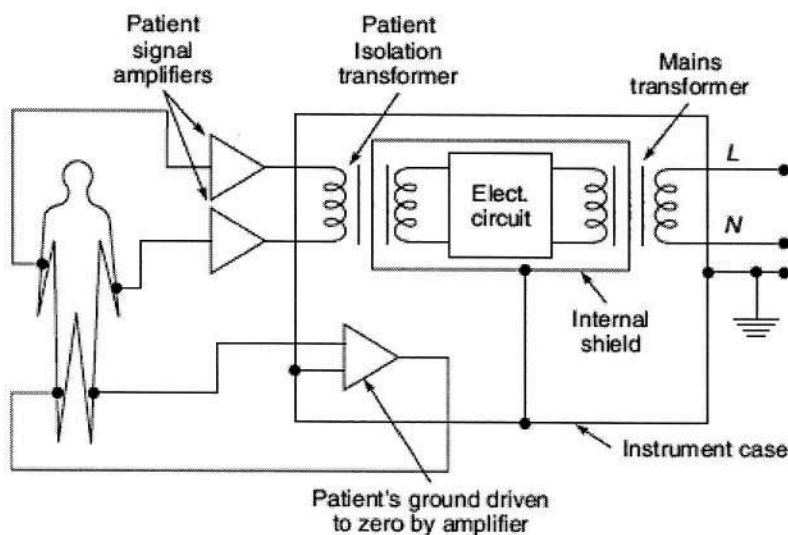 Patient
signal
amplifiers
Patient
Isolation
transformer
Mains
transformer
L
Elect.
circuit
N
Internal
shield
Instrument case
Patient's ground driven
to zero by amplifier